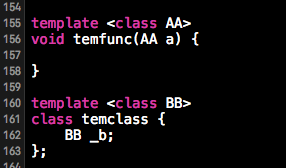 154
155 template <class AA>
156 void temfunc(AA a) {
157
158 }
159
160 template <class BB>
161 class temclass {
162     BB _b;
163 };
164